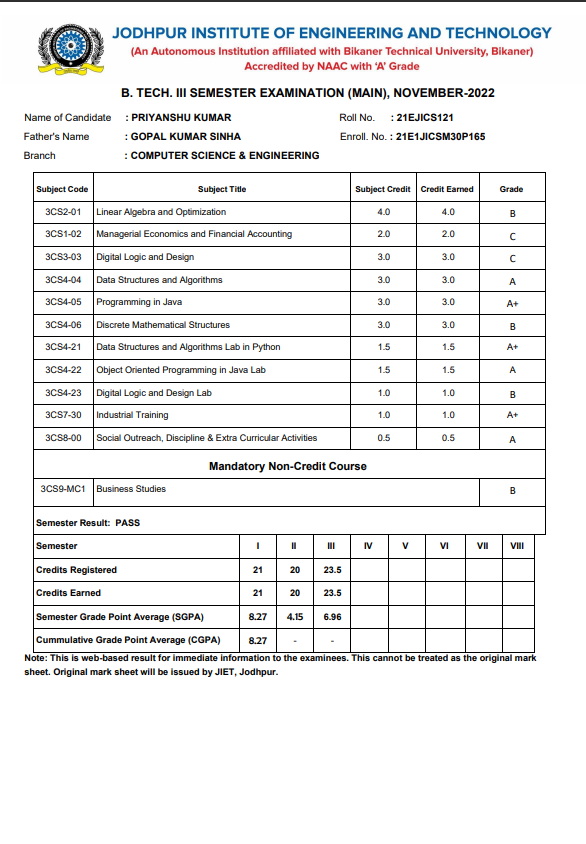 JODHPUR INSTITUTE OF ENGINEERING AND TECHNOLOGY
(An Autonomous Institution affiliated with Bikaner Technical University, Bikaner)
Accredited by NAAC with ‘A’ Grade
B. TECH. III SEMESTER EXAMINATION (MAIN), NOVEMBER-2022
Name of Candidate : PRIYANSHU KUMAR Roll No. : 21EJICS121
Father's Name : GOPAL KUMAR SINHA Enroll. No. : 21E1JICSM30P165
Branch : COMPUTER SCIENCE & ENGINEERING
Subject Code Subject Title Subject Credit Credit Earned Grade
3CS2-01 Linear Algebra and Optimization 4.0 4.0 B
3CS1-02 Managerial Economics and Financial Accounting 2.0 2.0 C
3CS3-03 Digital Logic and Design 3.0 3.0 C
3CS4-04 Data Structures and Algorithms 3.0 3.0 A
3CS4-05 Programming in Java 3.0 3.0 A+
3CS4-06 Discrete Mathematical Structures 3.0 3.0 B
3CS4-21 Data Structures and Algorithms Lab in Python 1.5 1.5 A+
3CS4-22 Object Oriented Programming in Java Lab 1.5 1.5 A
3CS4-23 Digital Logic and Design Lab 1.0 1.0 B
3CS7-30 Industrial Training 1.0 1.0 A+
3CS8-00 Social Outreach, Discipline & Extra Curricular Activities 0.5 0.5 A
Mandatory Non-Credit Course
3CS9-MC1 Business Studies B
Semester Result: PASS
Semester I II III IV V VI VII VIII
Credits Registered 21 20 23.5
Credits Earned 21 20 23.5
Semester Grade Point Average (SGPA) 8.27 4.15 6.96
Cummulative Grade Point Average (CGPA) 8.27 - -
Note: This is web-based result for immediate information to the examinees. This cannot be treated as the original mark
sheet. Original mark sheet will be issued by JIET, Jodhpur.